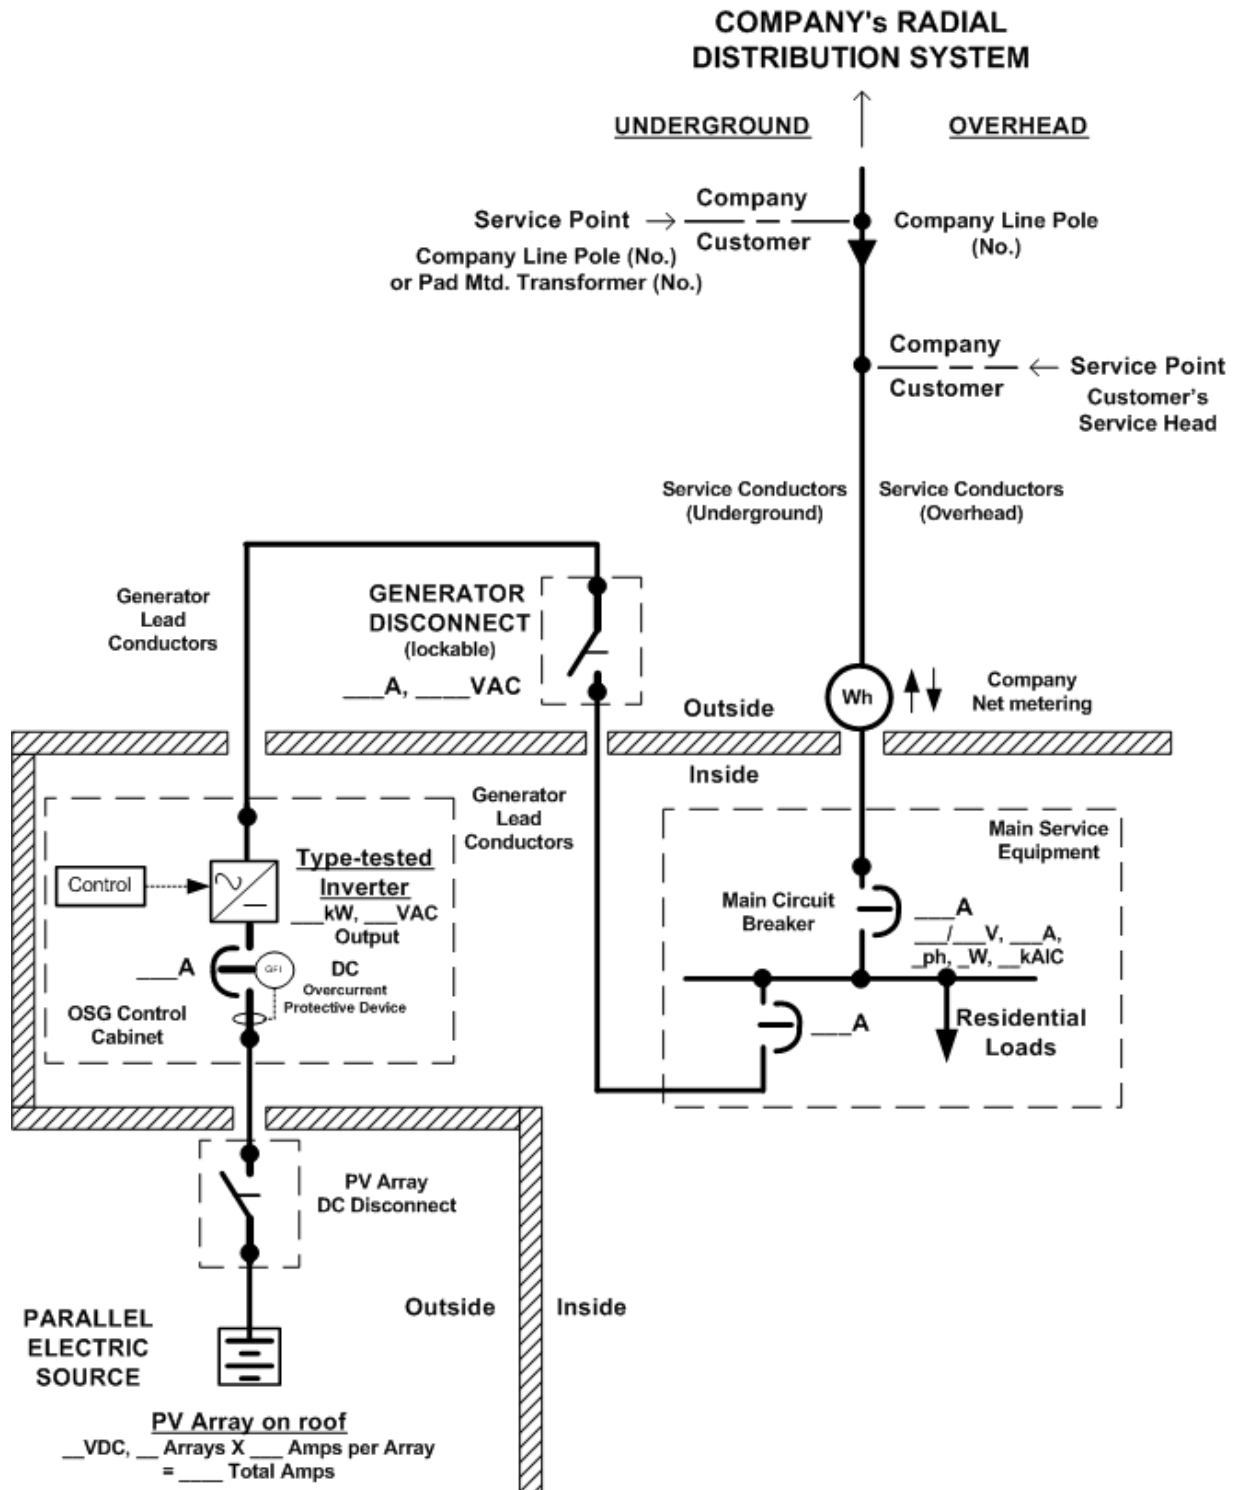 COMPANY's RADIAL
DISTRIBUTION SYSTEM
UNDERGROUND
OVERHEAD
Company
Service Point
Customer
Company Line Pole (No.)
or Pad Mtd. Transformer (No.)
Company Line Pole
(No.)
Company
Customer
Service Point
Customer's
Service Head
Service Conductors
(Underground)
Service Conductors
(Overhead)
Generator
Lead
Conductors
GENERATOR
DISCONNECT
(lockable)
___A, ____VAC
Wh
Company
Net metering
Outside
Inside
Generator
Lead
Conductors
Main Service
Equipment
Control
Type-tested
Inverter
___kW, ___VAC
Output
Main Circuit
Breaker
___A
___/___V, ___A,
_ph, _W, __kAIC
___A
GFI
DC
Overcurrent
Protective Device
OSG Control
Cabinet
___A
Residential
Loads
PV Array
DC Disconnect
Outside
Inside
PARALLEL
ELECTRIC
SOURCE
PV Array on roof
__VDC, __ Arrays X ___ Amps per Array
= ____ Total Amps